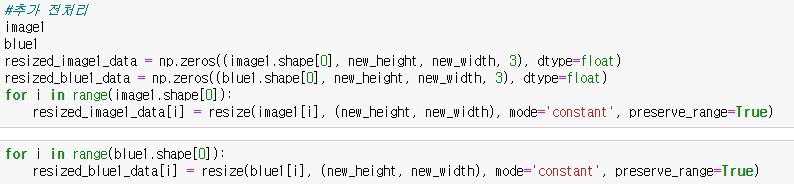 #추가 전처리
image1
blue1
resized_image1_data = np.zeros((image1.shape[0], new_height, new_width, 3), dtype=float)
resized_blue1_data = np.zeros((blue1.shape[0], new_height, new_width, 3), dtype=float)
for i in range(image1.shape[0]):
    resized_image1_data[i] = resize(image1[i], (new_height, new_width), mode='constant', preserve_range=True)
for i in range(blue1.shape[0]):
    resized_blue1_data[i] = resize(blue1[i], (new_height, new_width), mode='constant', preserve_range=True)